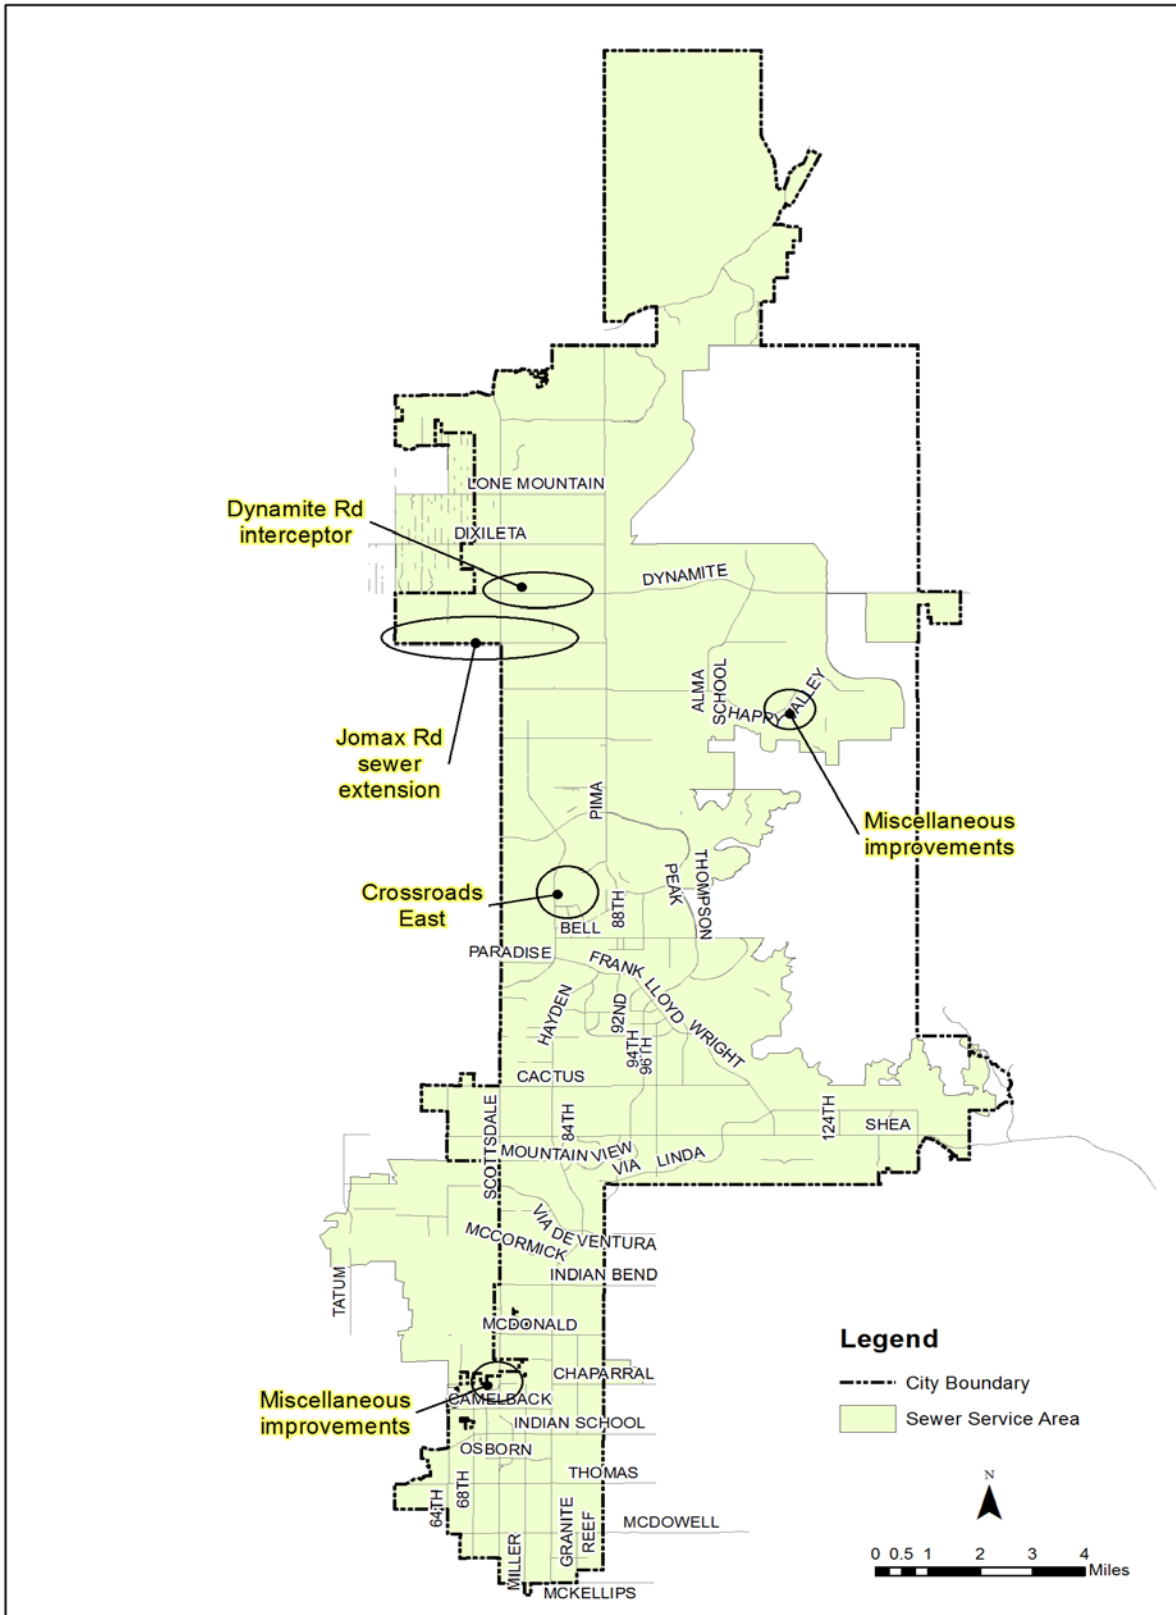 LONE MOUNTAIN
Dynamite Rd
interceptor
DIXILETA
DYNAMITE
ALMA
SCHOOL
HAPPY VALLEY
Jomax Rd
sewer
extension
PIMA
Miscellaneous
improvements
THOMPSON
PEAK
Crossroads
East
88TH
BELL
PARADISE
FRANK LLOYD WRIGHT
HAYDEN
92ND
94TH
96TH
CACTUS
SCOTTSDALE
84TH
124TH
SHEA
MOUNTAIN VIEW
VIA LINDA
VIA DE VENTURA
MCCORMICK
INDIAN BEND
TATUM
MCDONALD
CHAPARRAL
Miscellaneous
improvements
CAMELBACK
INDIAN SCHOOL
OSBORN
THOMAS
64TH
68TH
MCDOWELL
MILLER
GRANITE
REEF
MCKELLIPS
Legend
City Boundary
Sewer Service Area
N
0 0.5 1 2 3 4
Miles